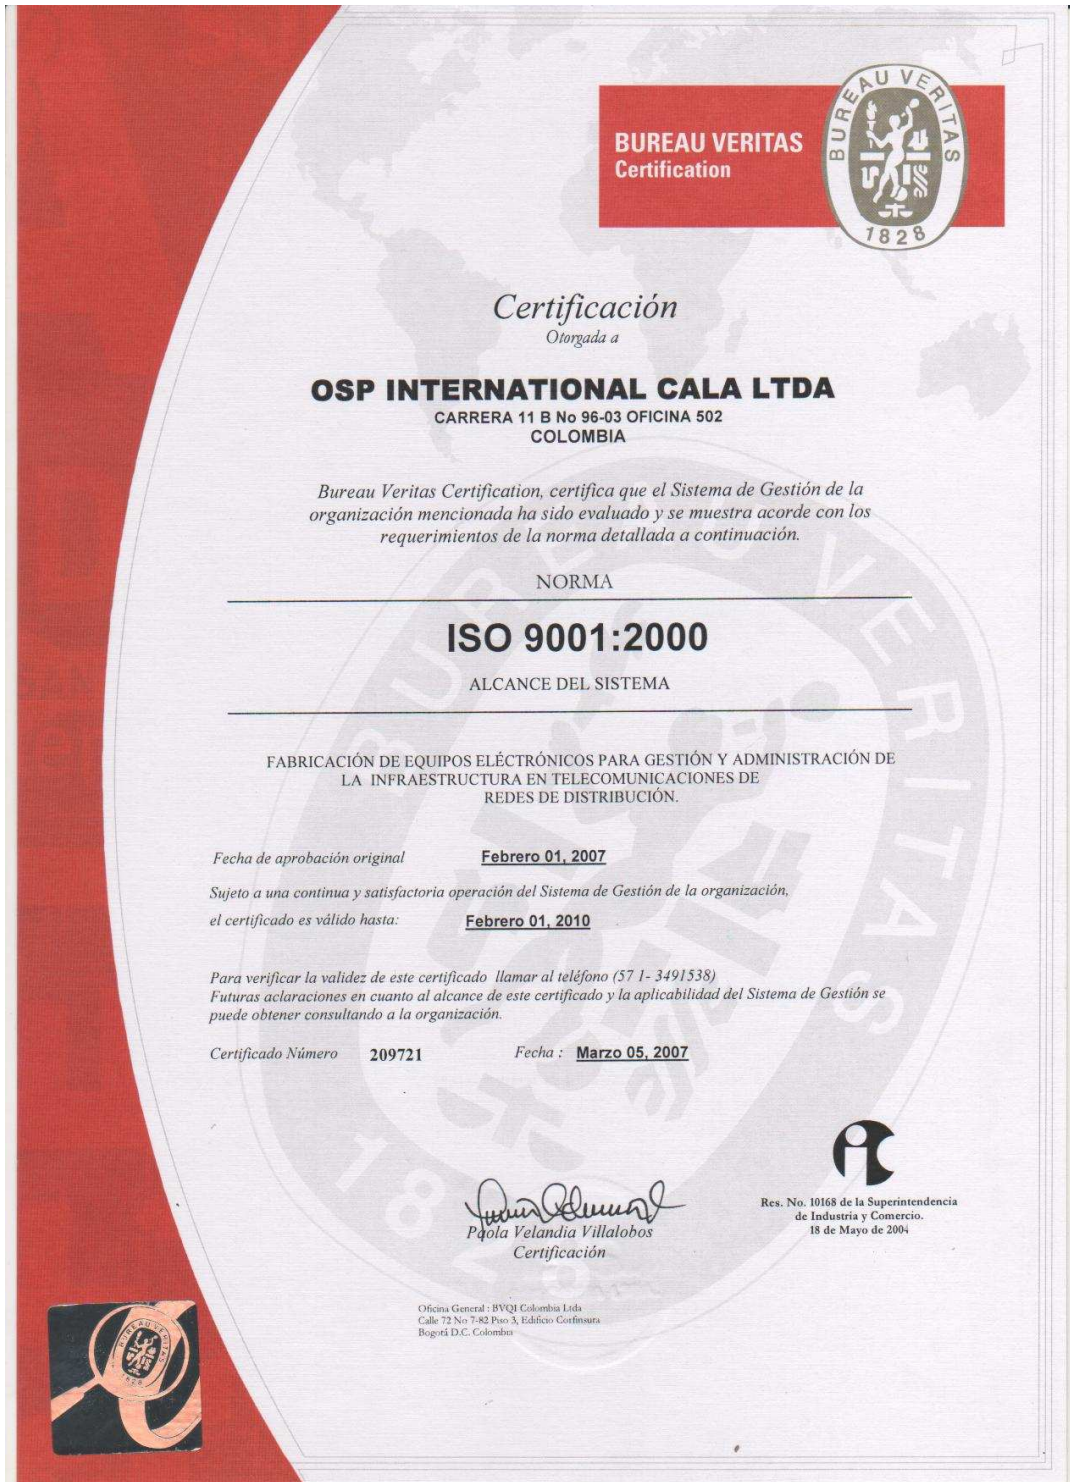 BUREAU VERITAS
Certification
BUREAU VERITAS
1828
Certificación
Otorgada a
OSP INTERNATIONAL CALA LTDA
CARRERA 11 B No 96-03 OFICINA 502
COLOMBIA
Bureau Veritas Certification, certifica que el Sistema de Gestión de la
organización mencionada ha sido evaluado y se muestra acorde con los
requerimientos de la norma detallada a continuación.
NORMA
ISO 9001:2000
ALCANCE DEL SISTEMA
FABRICACIÓN DE EQUIPOS ELÉCTRÓNICOS PARA GESTIÓN Y ADMINISTRACIÓN DE
LA INFRAESTRUCTURA EN TELECOMUNICACIONES DE
REDES DE DISTRIBUCIÓN.
Fecha de aprobación original Febrero 01, 2007
Sujeto a una continua y satisfactoria operación del Sistema de Gestión de la organización,
el certificado es válido hasta: Febrero 01, 2010
Para verificar la validez de este certificado llamar al teléfono (57 1- 3491538)
Futuras aclaraciones en cuanto al alcance de este certificado y la aplicabilidad del Sistema de Gestión se
puede obtener consultando a la organización.
Certificado Número 209721 Fecha : Marzo 05, 2007
Paola Velandia Villalobos
Certificación
Res. No. 10168 de la Superintendencia
de Industria y Comercio.
18 de Mayo de 2004
Oficina General : BVQI Colombia Ltda
Calle 72 No 7-82 Piso 3, Edificio Corfinsura
Bogotá D.C. Colombia
BUREAU VERITAS
1828
BUREAU VERITAS
1828